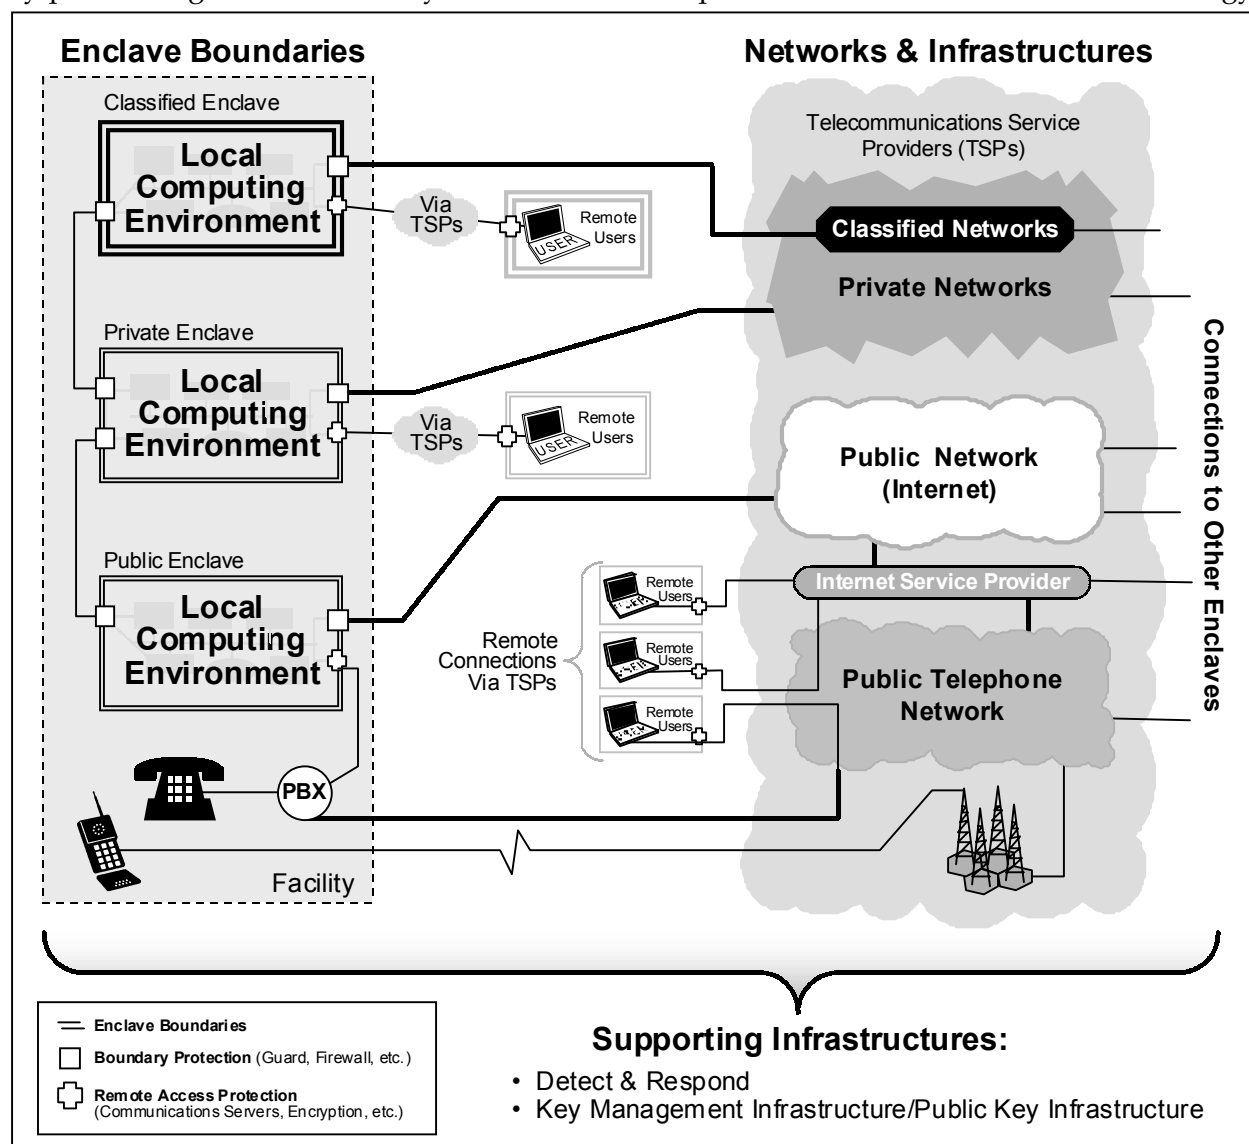 Enclave Boundaries
Networks & Infrastructures
Classified Enclave
Local
Computing
Environment
Via
TSPs
USER
Remote
Users
Telecommunications Service
Providers (TSPs)
Classified Networks
Private Networks
Private Enclave
Local
Computing
Environment
Via
TSPs
USER
Remote
Users
Public Network
(Internet)
Connections to Other Enclaves
Public Enclave
Local
Computing
Environment
Remote
Connections
Via TSPs
Remote
Users
Remote
Users
Remote
Users
Internet Service Provider
Public Telephone
Network
PBX
Facility
Enclave Boundaries
Boundary Protection (Guard, Firewall, etc.)
Remote Access Protection
(Communications Servers, Encryption, etc.)
Supporting Infrastructures:
• Detect & Respond
• Key Management Infrastructure/Public Key Infrastructure